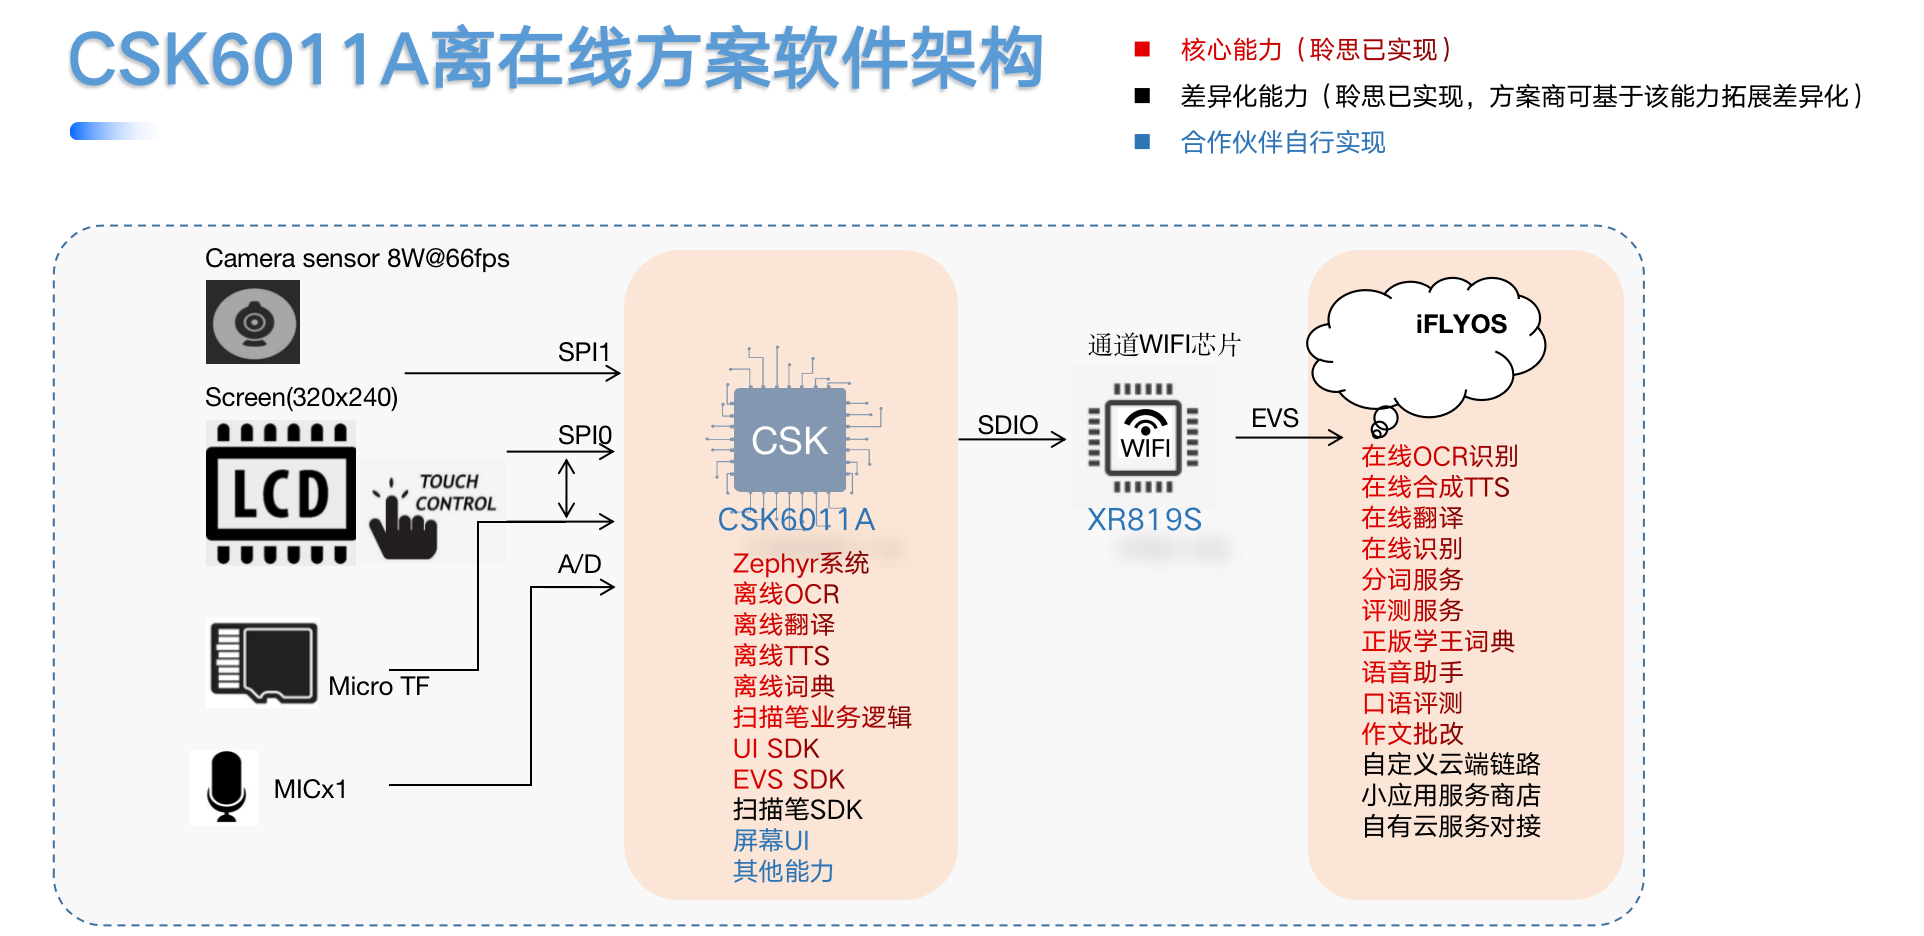 CSK6011A离在线方案软件架构
核心能力（聆思已实现）
差异化能力（聆思已实现，方案商可基于该能力拓展差异化）
合作伙伴自行实现
Camera sensor 8W@66fps
SPI1
Screen(320x240)
SPI0
LCD
TOUCH
CONTROL
A/D
Micro TF
MICx1
CSK
CSK6011A
Zephyr系统
离线OCR
离线翻译
离线TTS
离线词典
扫描笔业务逻辑
UI SDK
EVS SDK
扫描笔SDK
屏幕UI
其他能力
SDIO
通道WIFI芯片
WIFI
XR819S
EVS
iFLYOS
在线OCR识别
在线合成TTS
在线翻译
在线识别
分词服务
评测服务
正版学王词典
语音助手
口语评测
作文批改
自定义云端链路
小应用服务商店
自有云服务对接